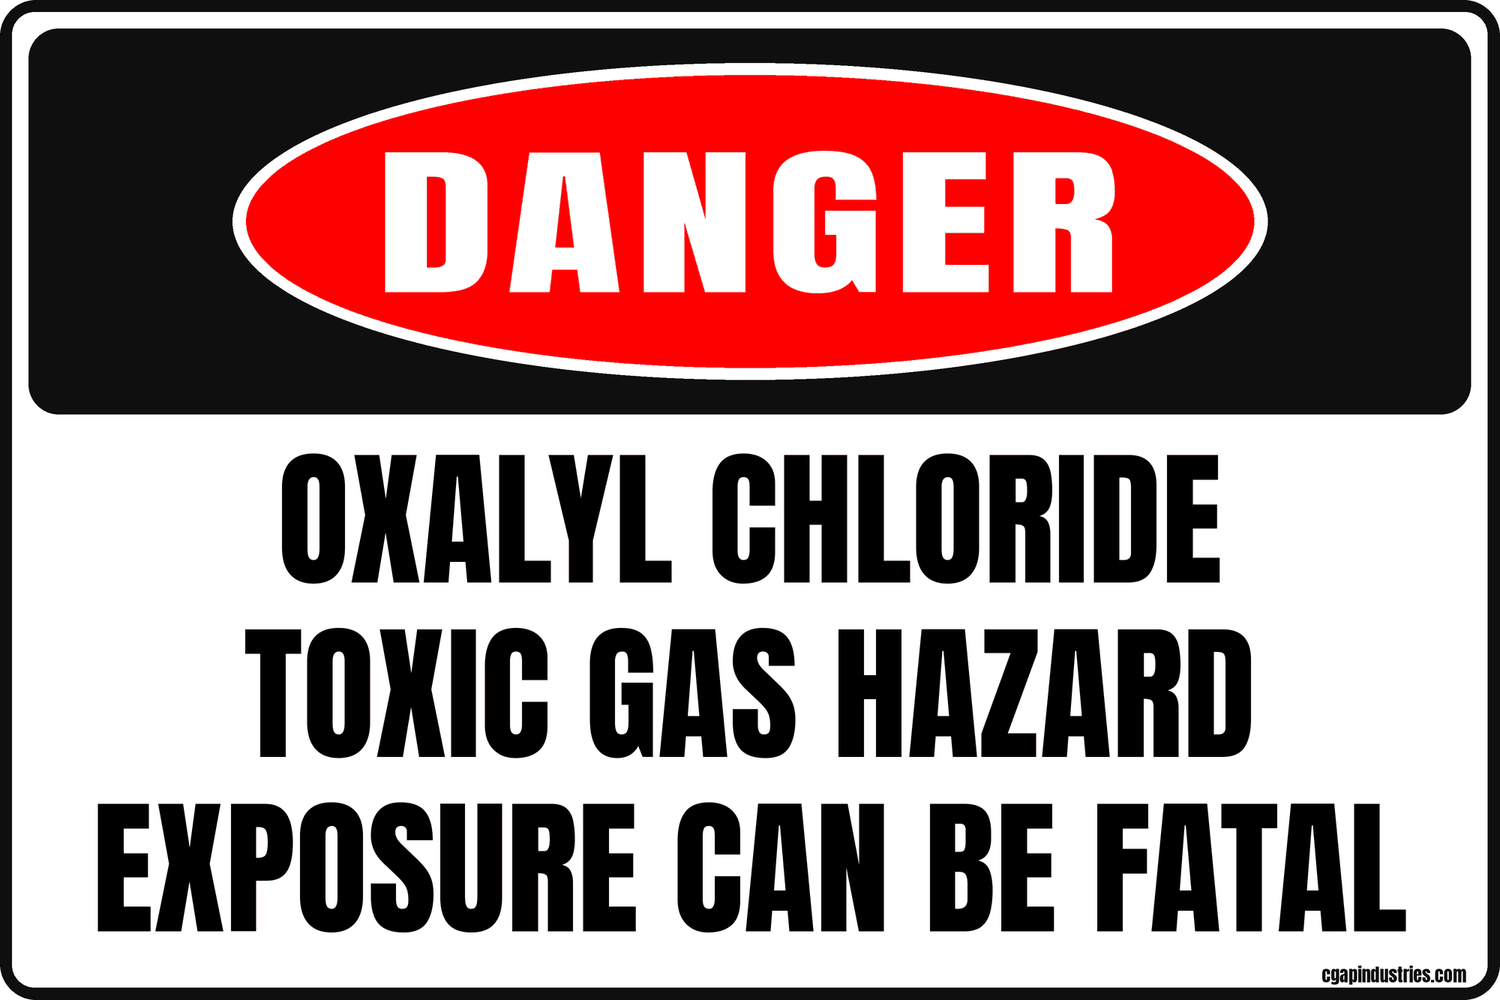 DANGER
OXALYL CHLORIDE
TOXIC GAS HAZARD
EXPOSURE CAN BE FATAL
cgapindustries.com